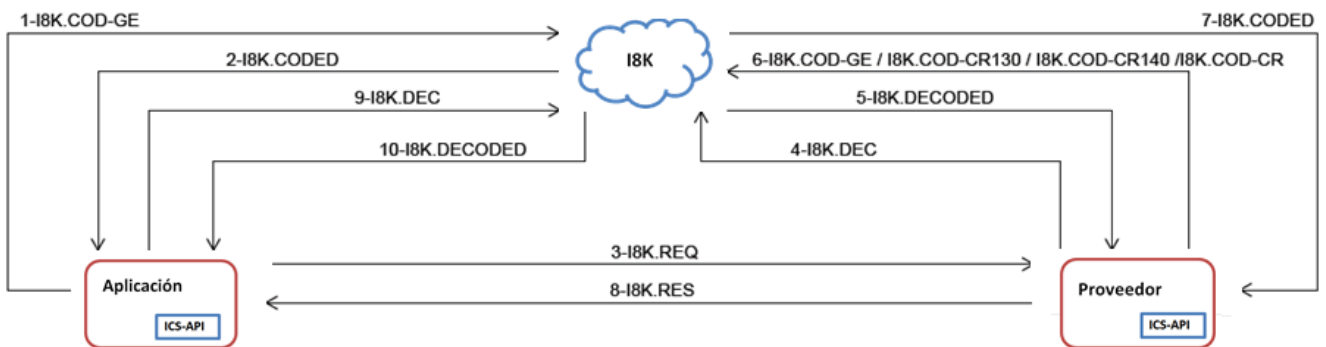 1-I8K.COD-GE
7-I8K.CODED
2-I8K.CODED
I8K
6-I8K.COD-GE / I8K.COD-CR130 / I8K.COD-CR140 /I8K.COD-CR
9-I8K.DEC
5-I8K.DECODED
10-I8K.DECODED
4-I8K.DEC
3-I8K.REQ
Aplicación
8-I8K.RES
Proveedor
ICS-API
ICS-API